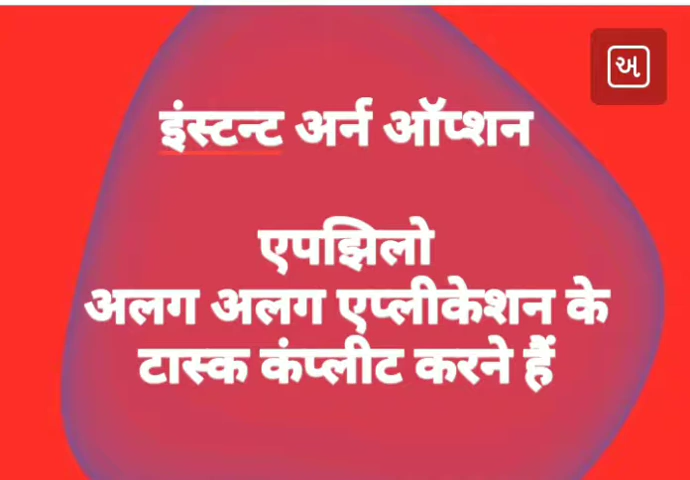 અ
इंस्टन्ट अर्न ऑप्शन
एपझिलो
अलग अलग एप्लीकेशन के
टास्क कंप्लीट करने हैं